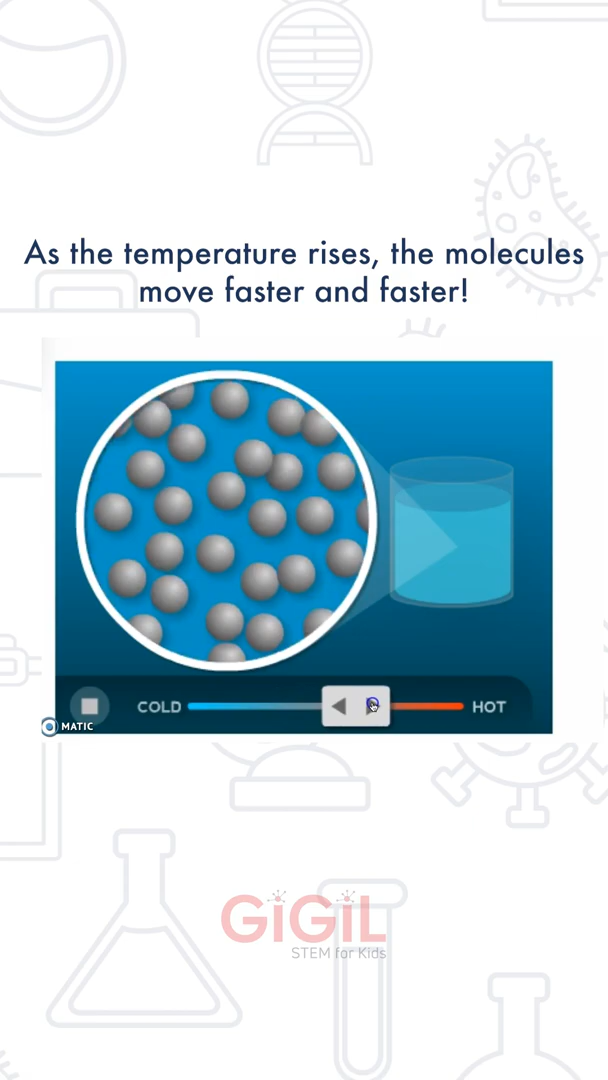 As the temperature rises, the molecules
move faster and faster!
COLD
HOT
MATIC
GiGiL
STEM for Kids